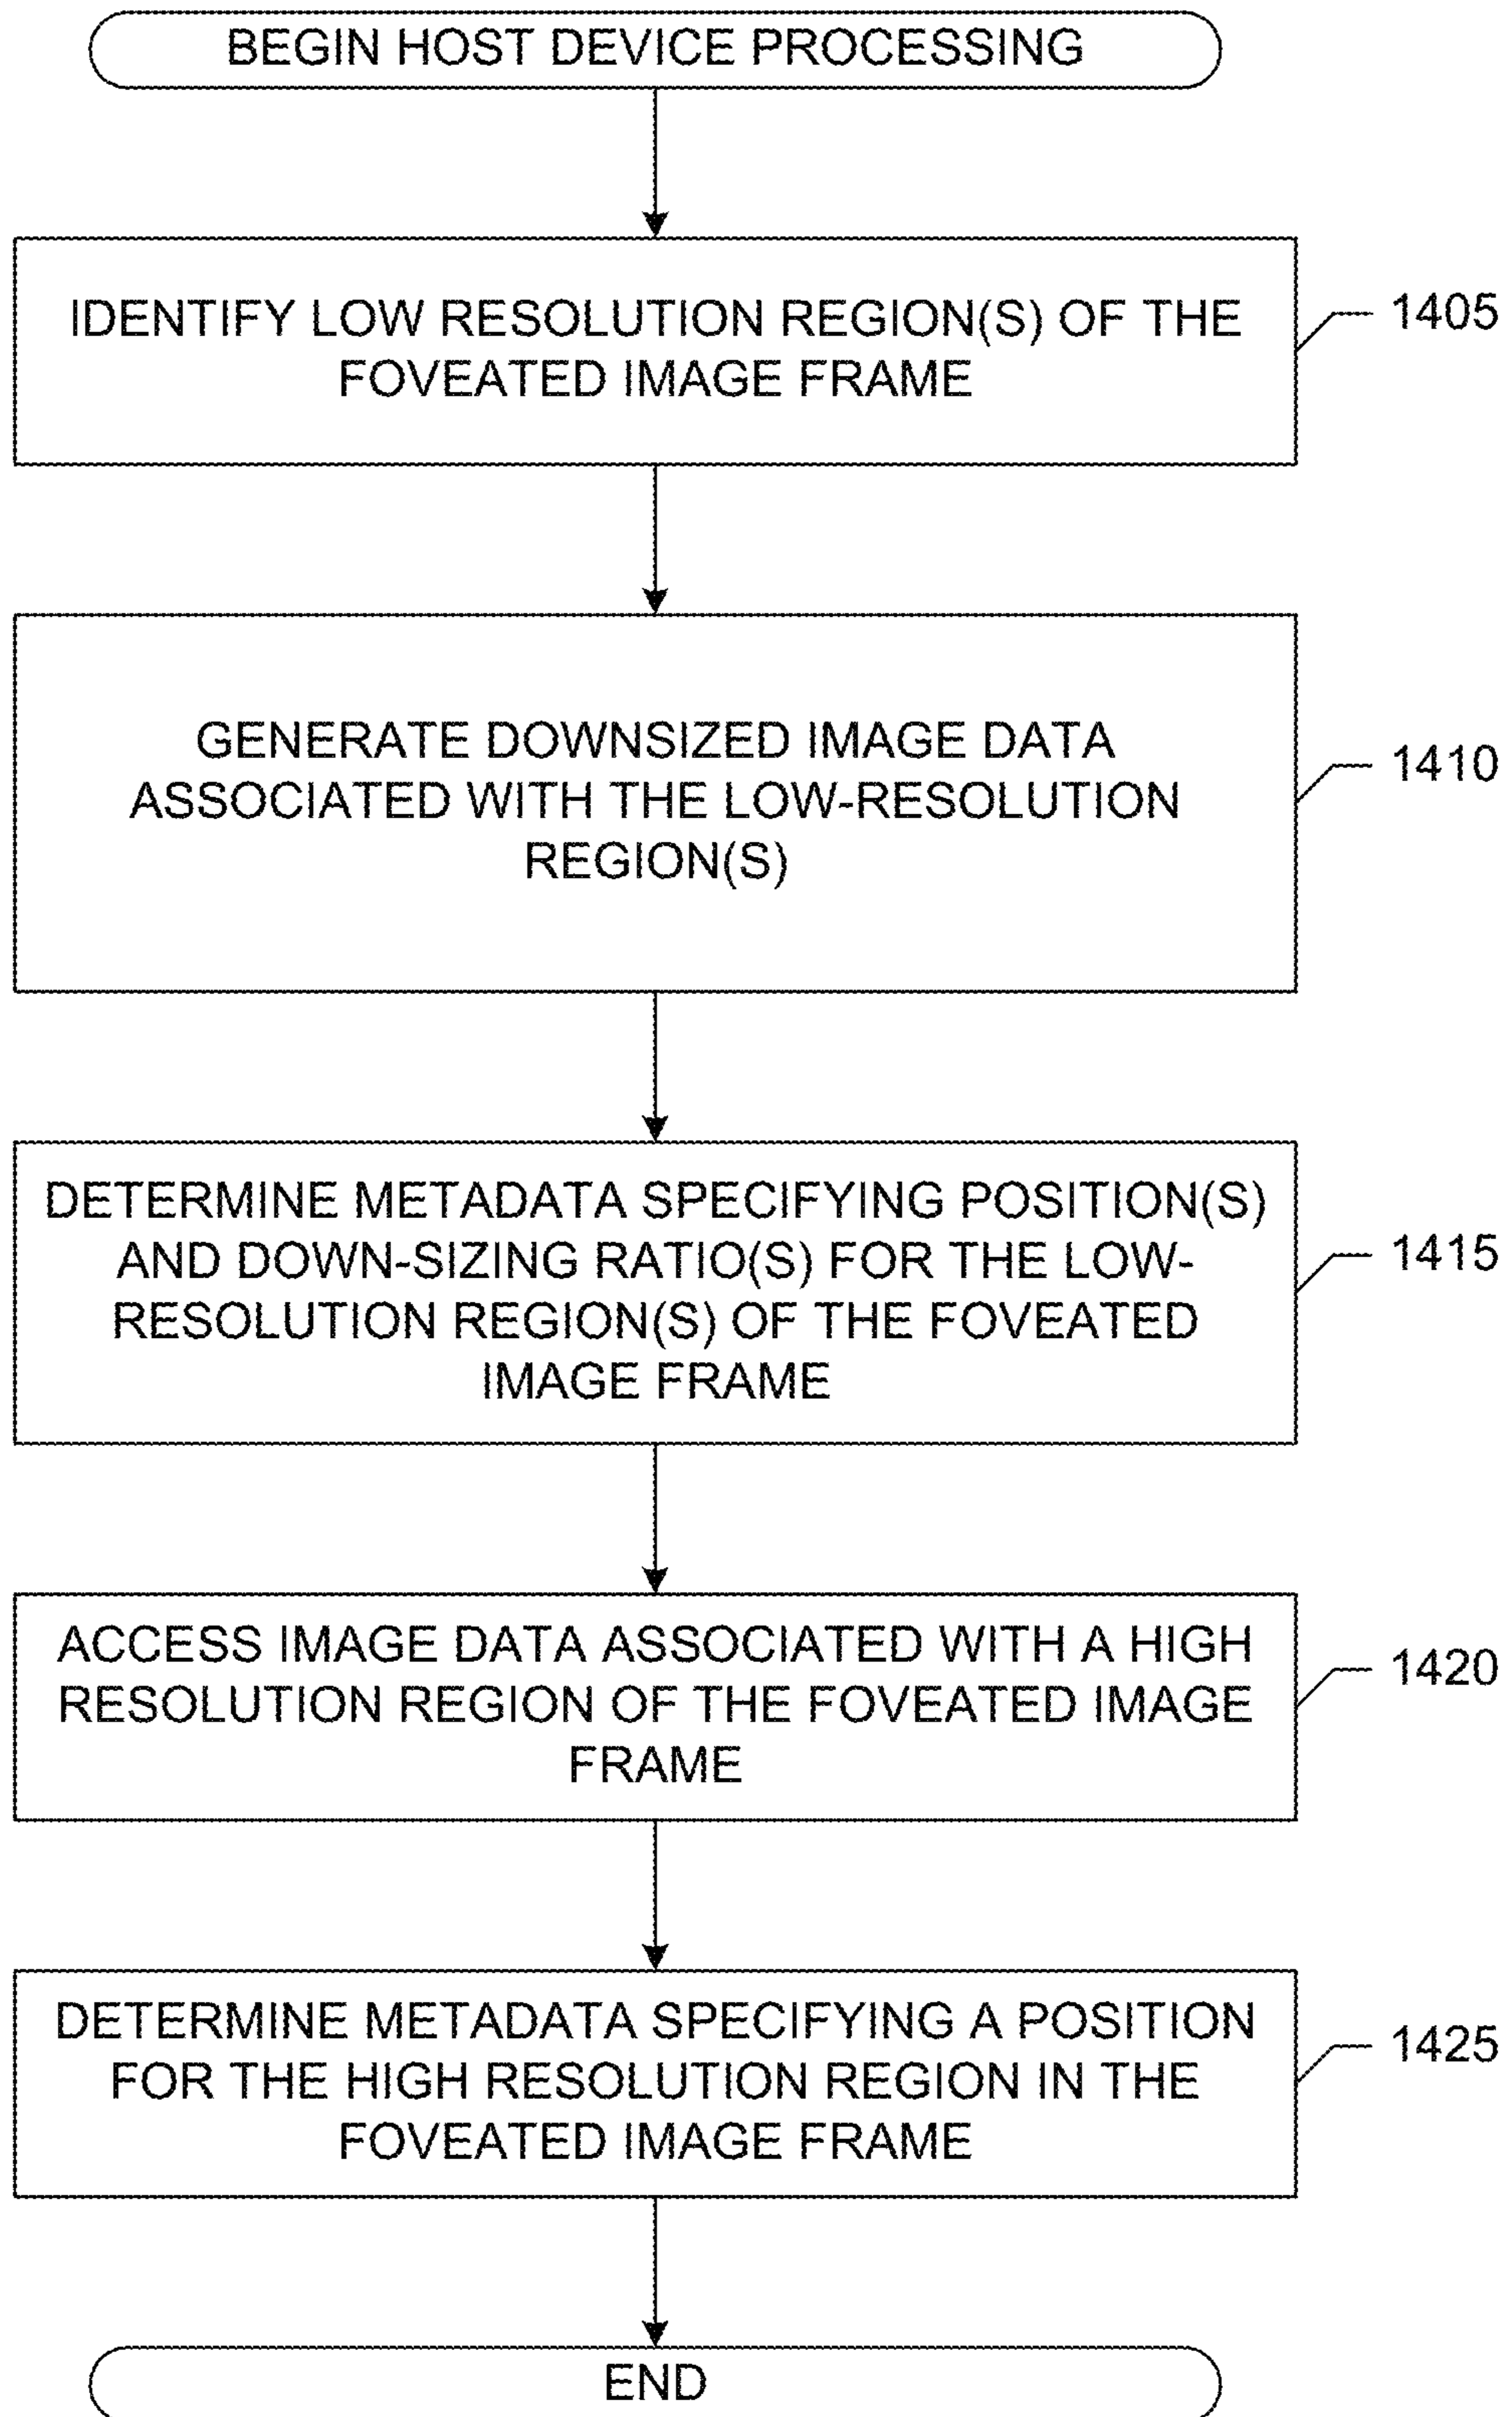 BEGIN HOST DEVICE PROCESSING
IDENTIFY LOW RESOLUTION REGION(S) OF THE
FOVEATED IMAGE FRAME
1405
GENERATE DOWNSIZED IMAGE DATA
ASSOCIATED WITH THE LOW-RESOLUTION
REGION(S)
1410
DETERMINE METADATA SPECIFYING POSITION(S)
AND DOWN-SIZING RATIO(S) FOR THE LOW-
RESOLUTION REGION(S) OF THE FOVEATED
IMAGE FRAME
1415
ACCESS IMAGE DATA ASSOCIATED WITH A HIGH
RESOLUTION REGION OF THE FOVEATED IMAGE
FRAME
1420
DETERMINE METADATA SPECIFYING A POSITION
FOR THE HIGH RESOLUTION REGION IN THE
FOVEATED IMAGE FRAME
1425
END